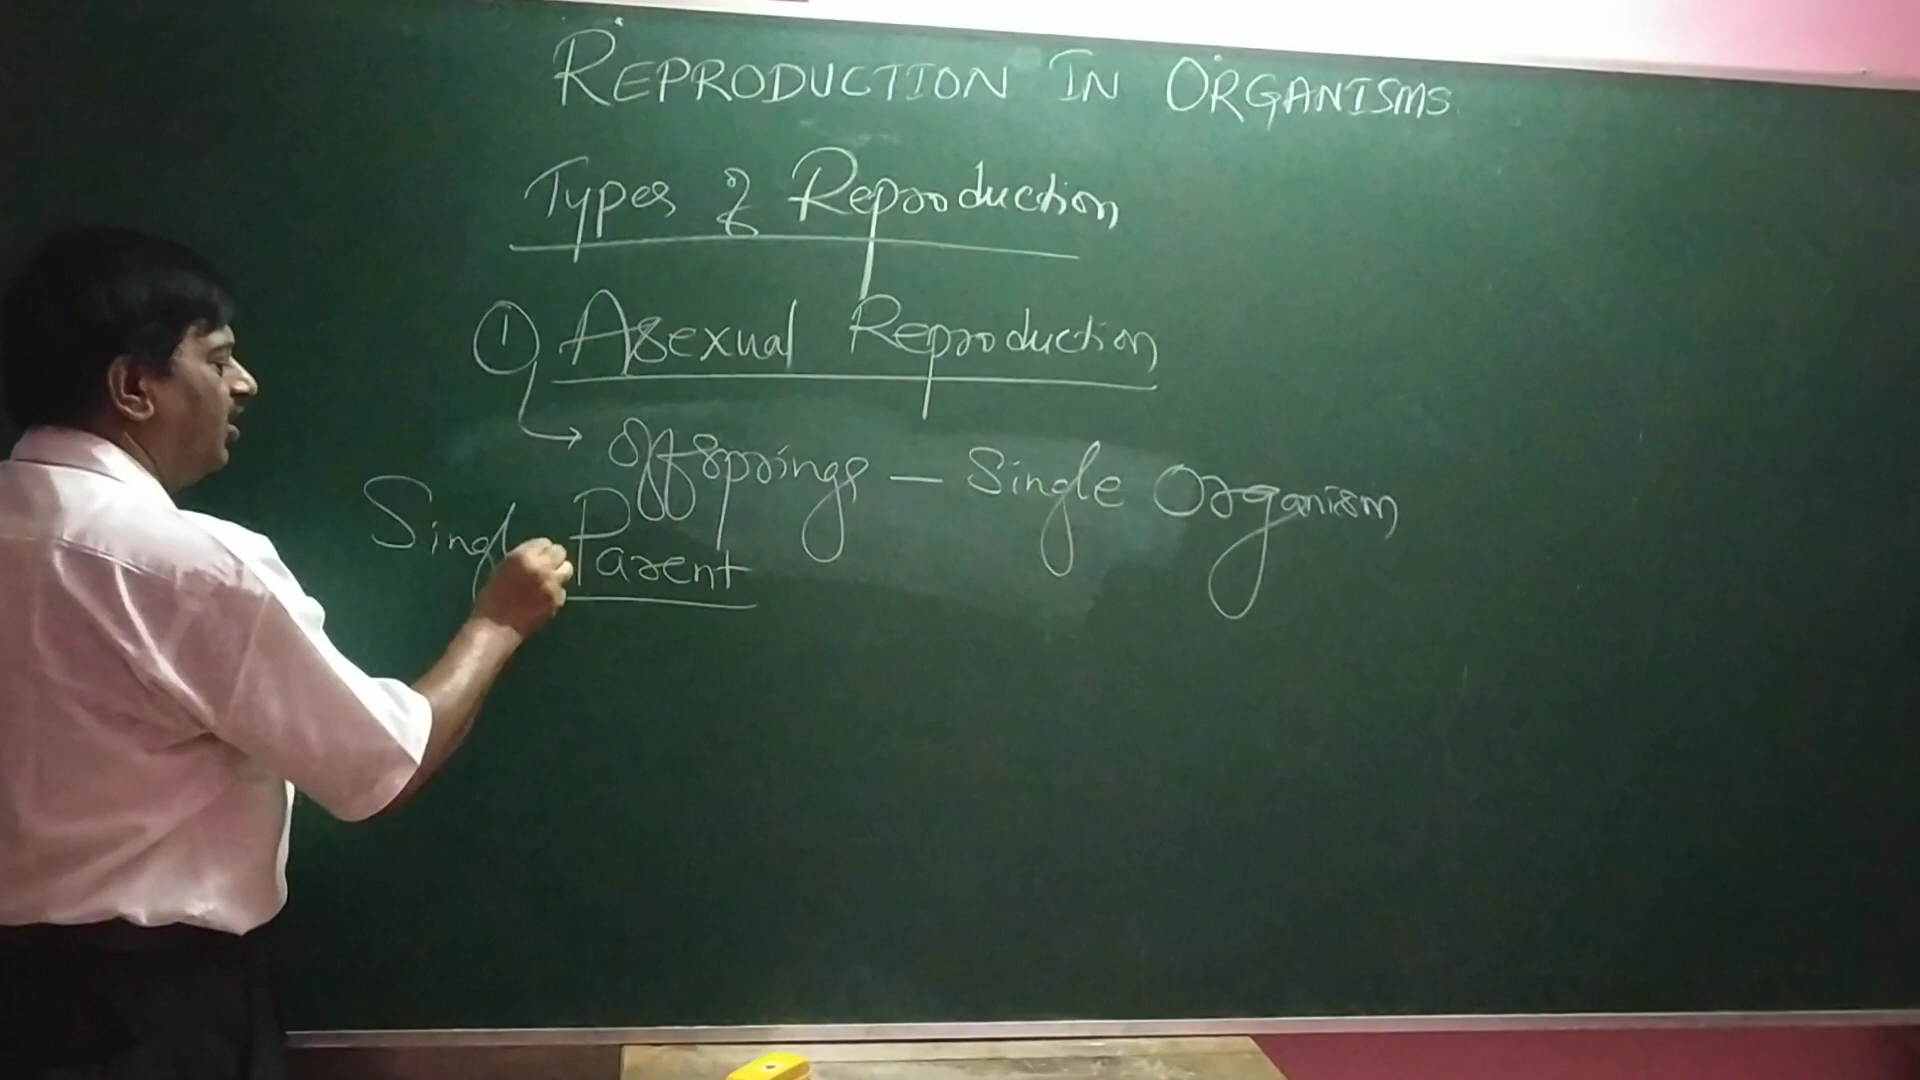 REPRODUCTION IN ORGANISMS
Types of Reproduction
① Asexual Reproduction
→ Offsprings — Single Organism
Single Parent